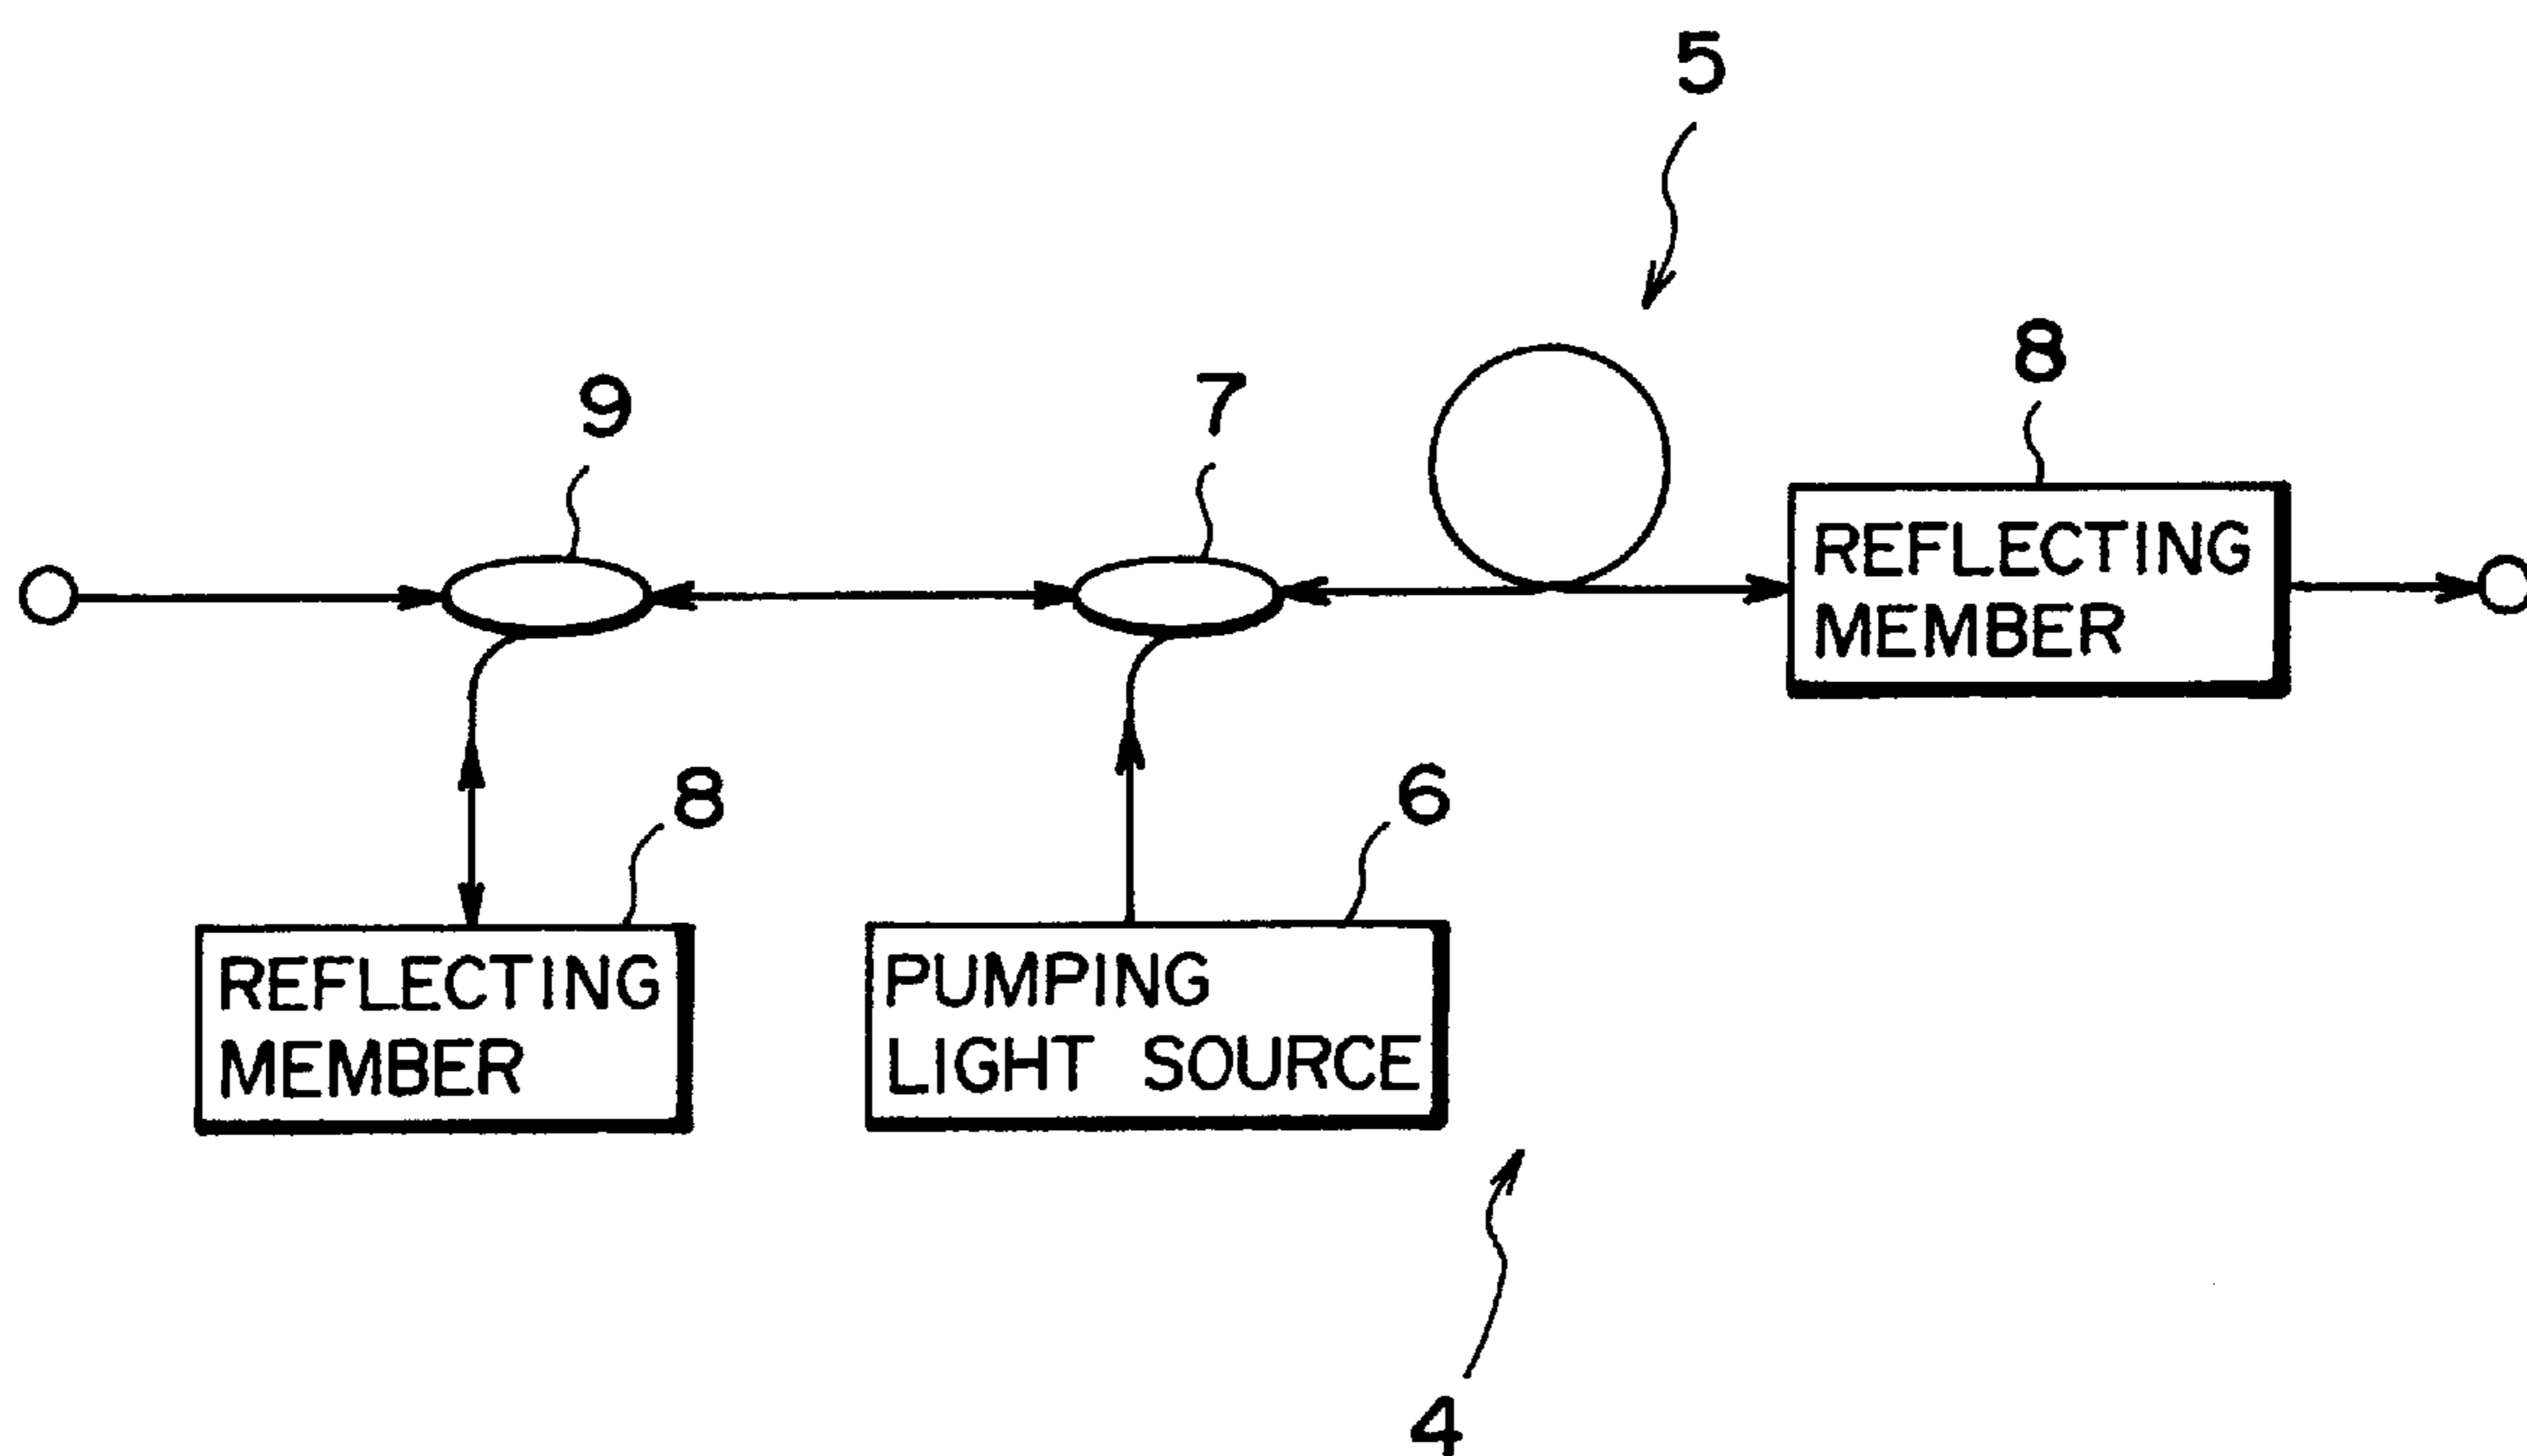 5
8
9
7
REFLECTING
MEMBER
8
6
REFLECTING
MEMBER
PUMPING
LIGHT SOURCE
4